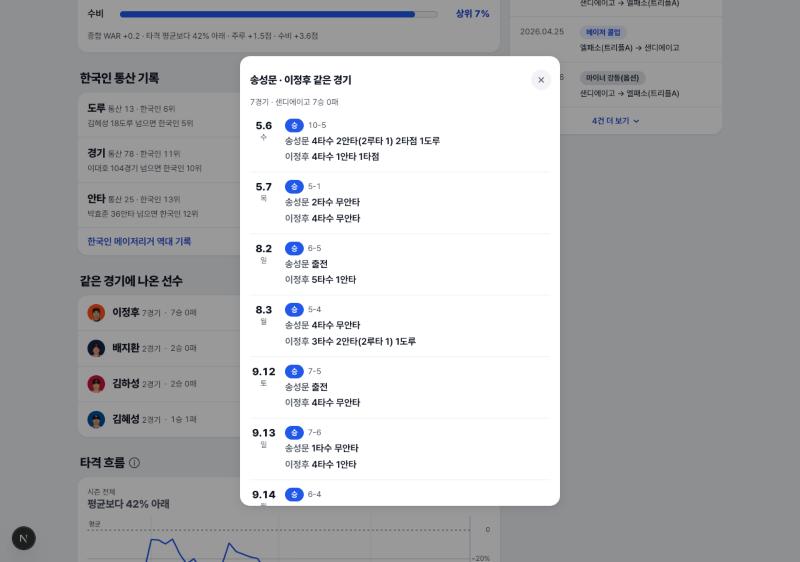 수비
상위 7%
종합 WAR +0.2 · 타격 평균보다 42% 아래 · 주루 +1.5점 · 수비 +3.6점
한국인 통산 기록
도루 통산 13 · 한국인 6위
김혜성 18도루 넘으면 한국인 5위
경기 통산 78 · 한국인 11위
이대호 104경기 넘으면 한국인 10위
안타 통산 25 · 한국인 13위
박효준 36안타 넘으면 한국인 12위
한국인 메이저리거 역대 기록
같은 경기에 나온 선수
이정후 7경기 · 7승 0패
배지환 2경기 · 2승 0패
김하성 2경기 · 2승 0패
김혜성 2경기 · 1승 1패
타격 흐름
시즌 전체
평균보다 42% 아래
평균
0
-20%
N
송성문 · 이정후 같은 경기
×
7경기 · 샌디에이고 7승 0패
5.6 승 10-5
수
송성문 4타수 2안타(2루타 1) 2타점 1도루
이정후 4타수 1안타 1타점
5.7 승 5-1
목
송성문 2타수 무안타
이정후 4타수 무안타
8.2 승 6-5
일
송성문 출전
이정후 5타수 1안타
8.3 승 5-4
월
송성문 4타수 무안타
이정후 3타수 2안타(2루타 1) 1도루
9.12 승 7-5
토
송성문 출전
이정후 4타수 무안타
9.13 승 7-6
일
송성문 1타수 무안타
이정후 4타수 1안타
9.14 승 6-4
샌디에이고 → 엘패소(트리플A)
2026.04.25 메이저 콜업
엘패소(트리플A) → 샌디에이고
마이너 강등(옵션)
샌디에이고 → 엘패소(트리플A)
4건 더 보기